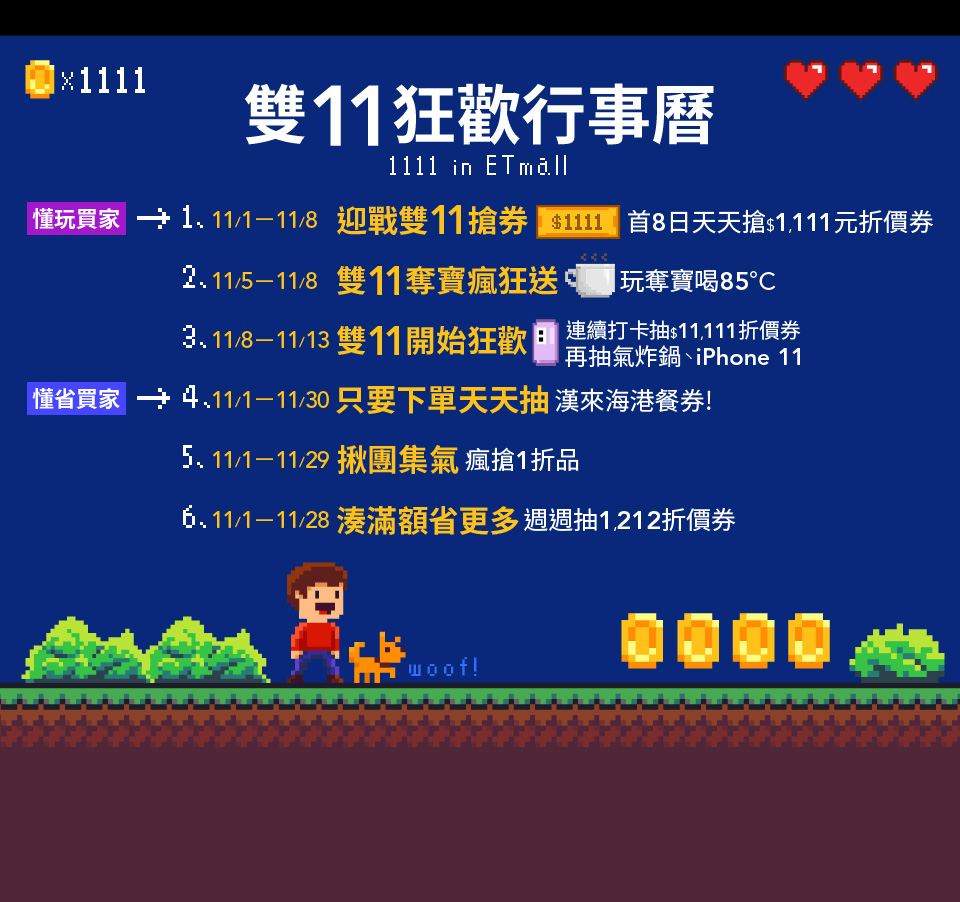 x1111
雙11狂歡行事曆
1111 in ETmall
懂玩買家 → 1. 11/1－11/8 迎戰雙11搶券 $1111 首8日天天搶$1,111元折價券
2. 11/5－11/8 雙11奪寶瘋狂送 玩奪寶喝85°C
3. 11/8－11/13 雙11開始狂歡 連續打卡抽$11,111折價券
再抽氣炸鍋、iPhone 11
懂省買家 → 4. 11/1－11/30 只要下單天天抽 漢來海港餐券!
5. 11/1－11/29 揪團集氣 瘋搶1折品
6. 11/1－11/28 湊滿額省更多 週週抽1,212折價券
woof!